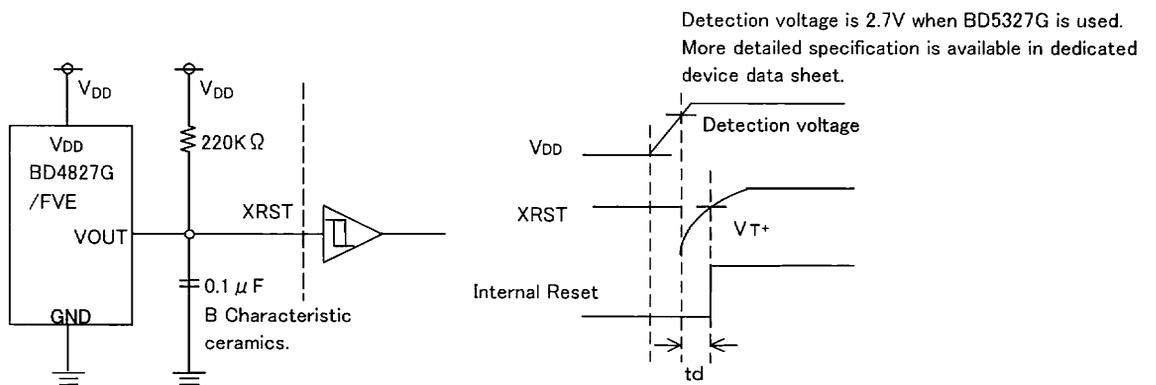 Detection voltage is 2.7V when BD5327G is used.
More detailed specification is available in dedicated
device data sheet.
VDD
VDD
VDD
BD4827G
/FVE
VOUT
GND
220KΩ
XRST
0.1μF
B Characteristic
ceramics.
VDD
Detection voltage
XRST
VT+
Internal Reset
td